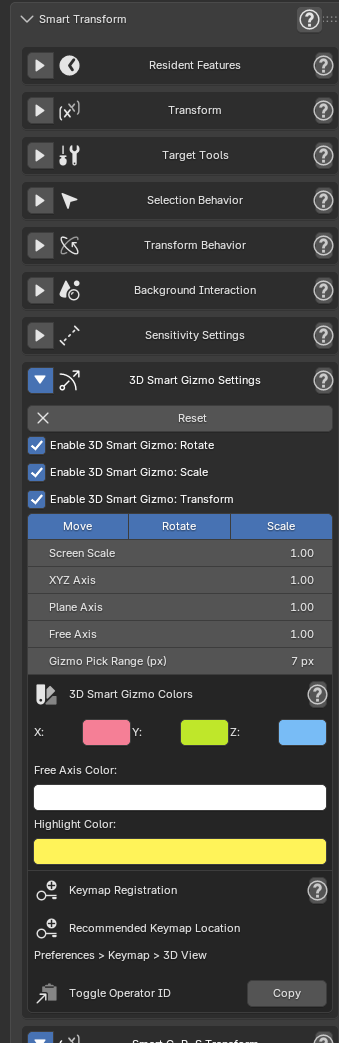 Smart Transform
Resident Features
Transform
Target Tools
Selection Behavior
Transform Behavior
Background Interaction
Sensitivity Settings
3D Smart Gizmo Settings
Reset
Enable 3D Smart Gizmo: Rotate
Enable 3D Smart Gizmo: Scale
Enable 3D Smart Gizmo: Transform
Move Rotate Scale
Screen Scale 1.00
XYZ Axis 1.00
Plane Axis 1.00
Free Axis 1.00
Gizmo Pick Range (px) 7 px
3D Smart Gizmo Colors
X: Y: Z:
Free Axis Color:
Highlight Color:
Keymap Registration
Recommended Keymap Location
Preferences > Keymap > 3D View
Toggle Operator ID Copy